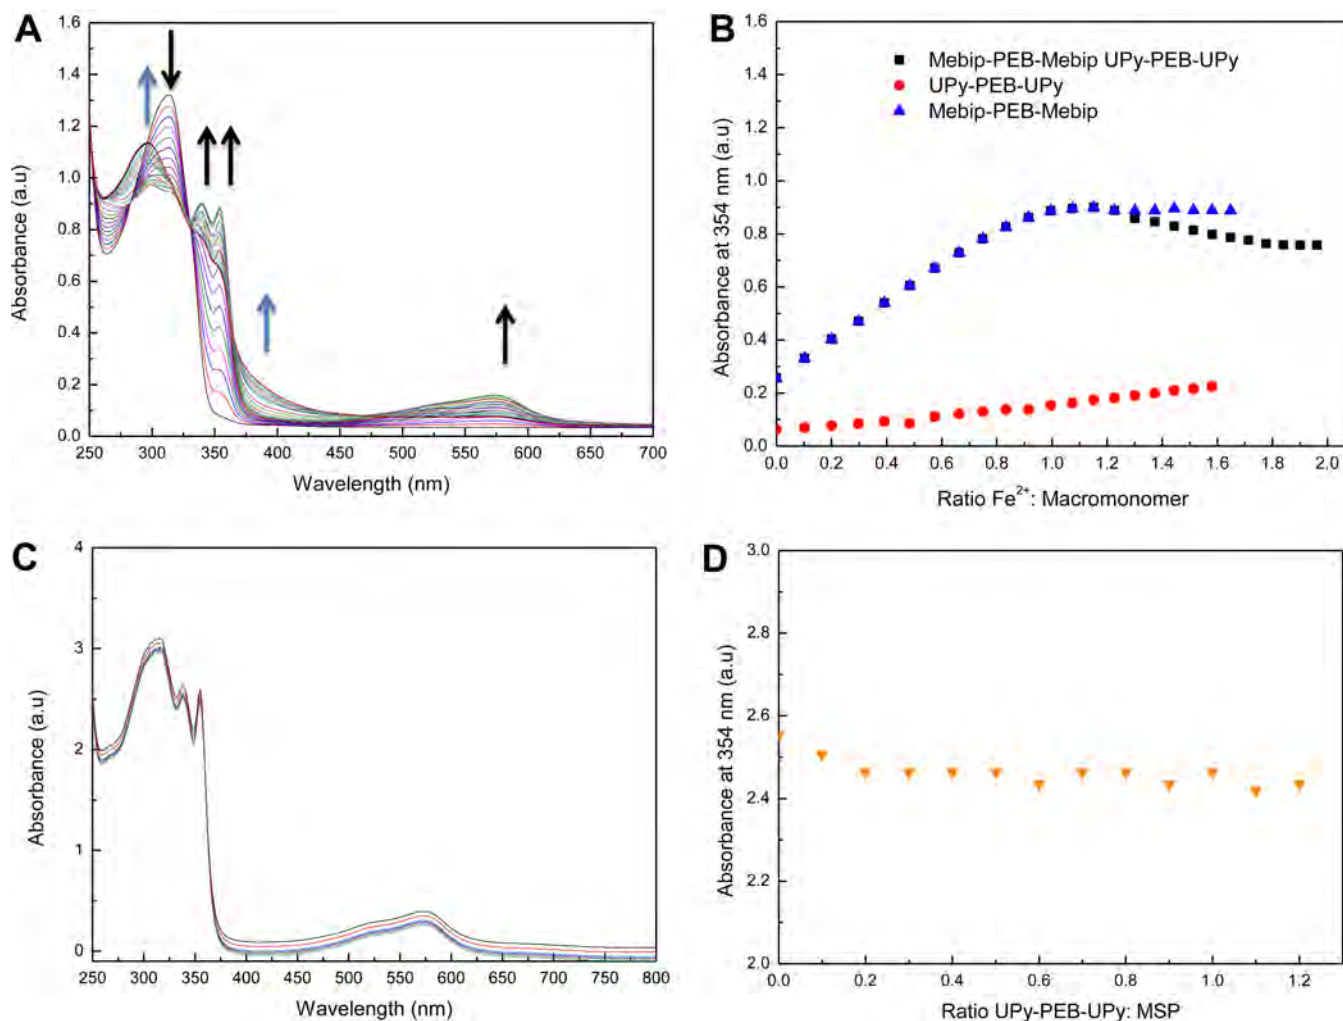 A
1.6
1.4
1.2
1.0
0.8
0.6
0.4
0.2
0.0
250 300 350 400 450 500 550 600 650 700
Absorbance (a.u)
Wavelength (nm)
B
1.6
1.4
1.2
1.0
0.8
0.6
0.4
0.2
0.0
0.0 0.2 0.4 0.6 0.8 1.0 1.2 1.4 1.6 1.8 2.0
Absorbance at 354 nm (a.u)
Ratio Fe2+: Macromonomer
Mebip-PEB-Mebip UPy-PEB-UPy
UPy-PEB-UPy
Mebip-PEB-Mebip
C
4
3
2
1
0
250 300 350 400 450 500 550 600 650 700 750 800
Absorbance (a.u)
Wavelength (nm)
D
3.0
2.8
2.6
2.4
2.2
2.0
0.0 0.2 0.4 0.6 0.8 1.0 1.2
Absorbance at 354 nm (a.u)
Ratio UPy-PEB-UPy: MSP